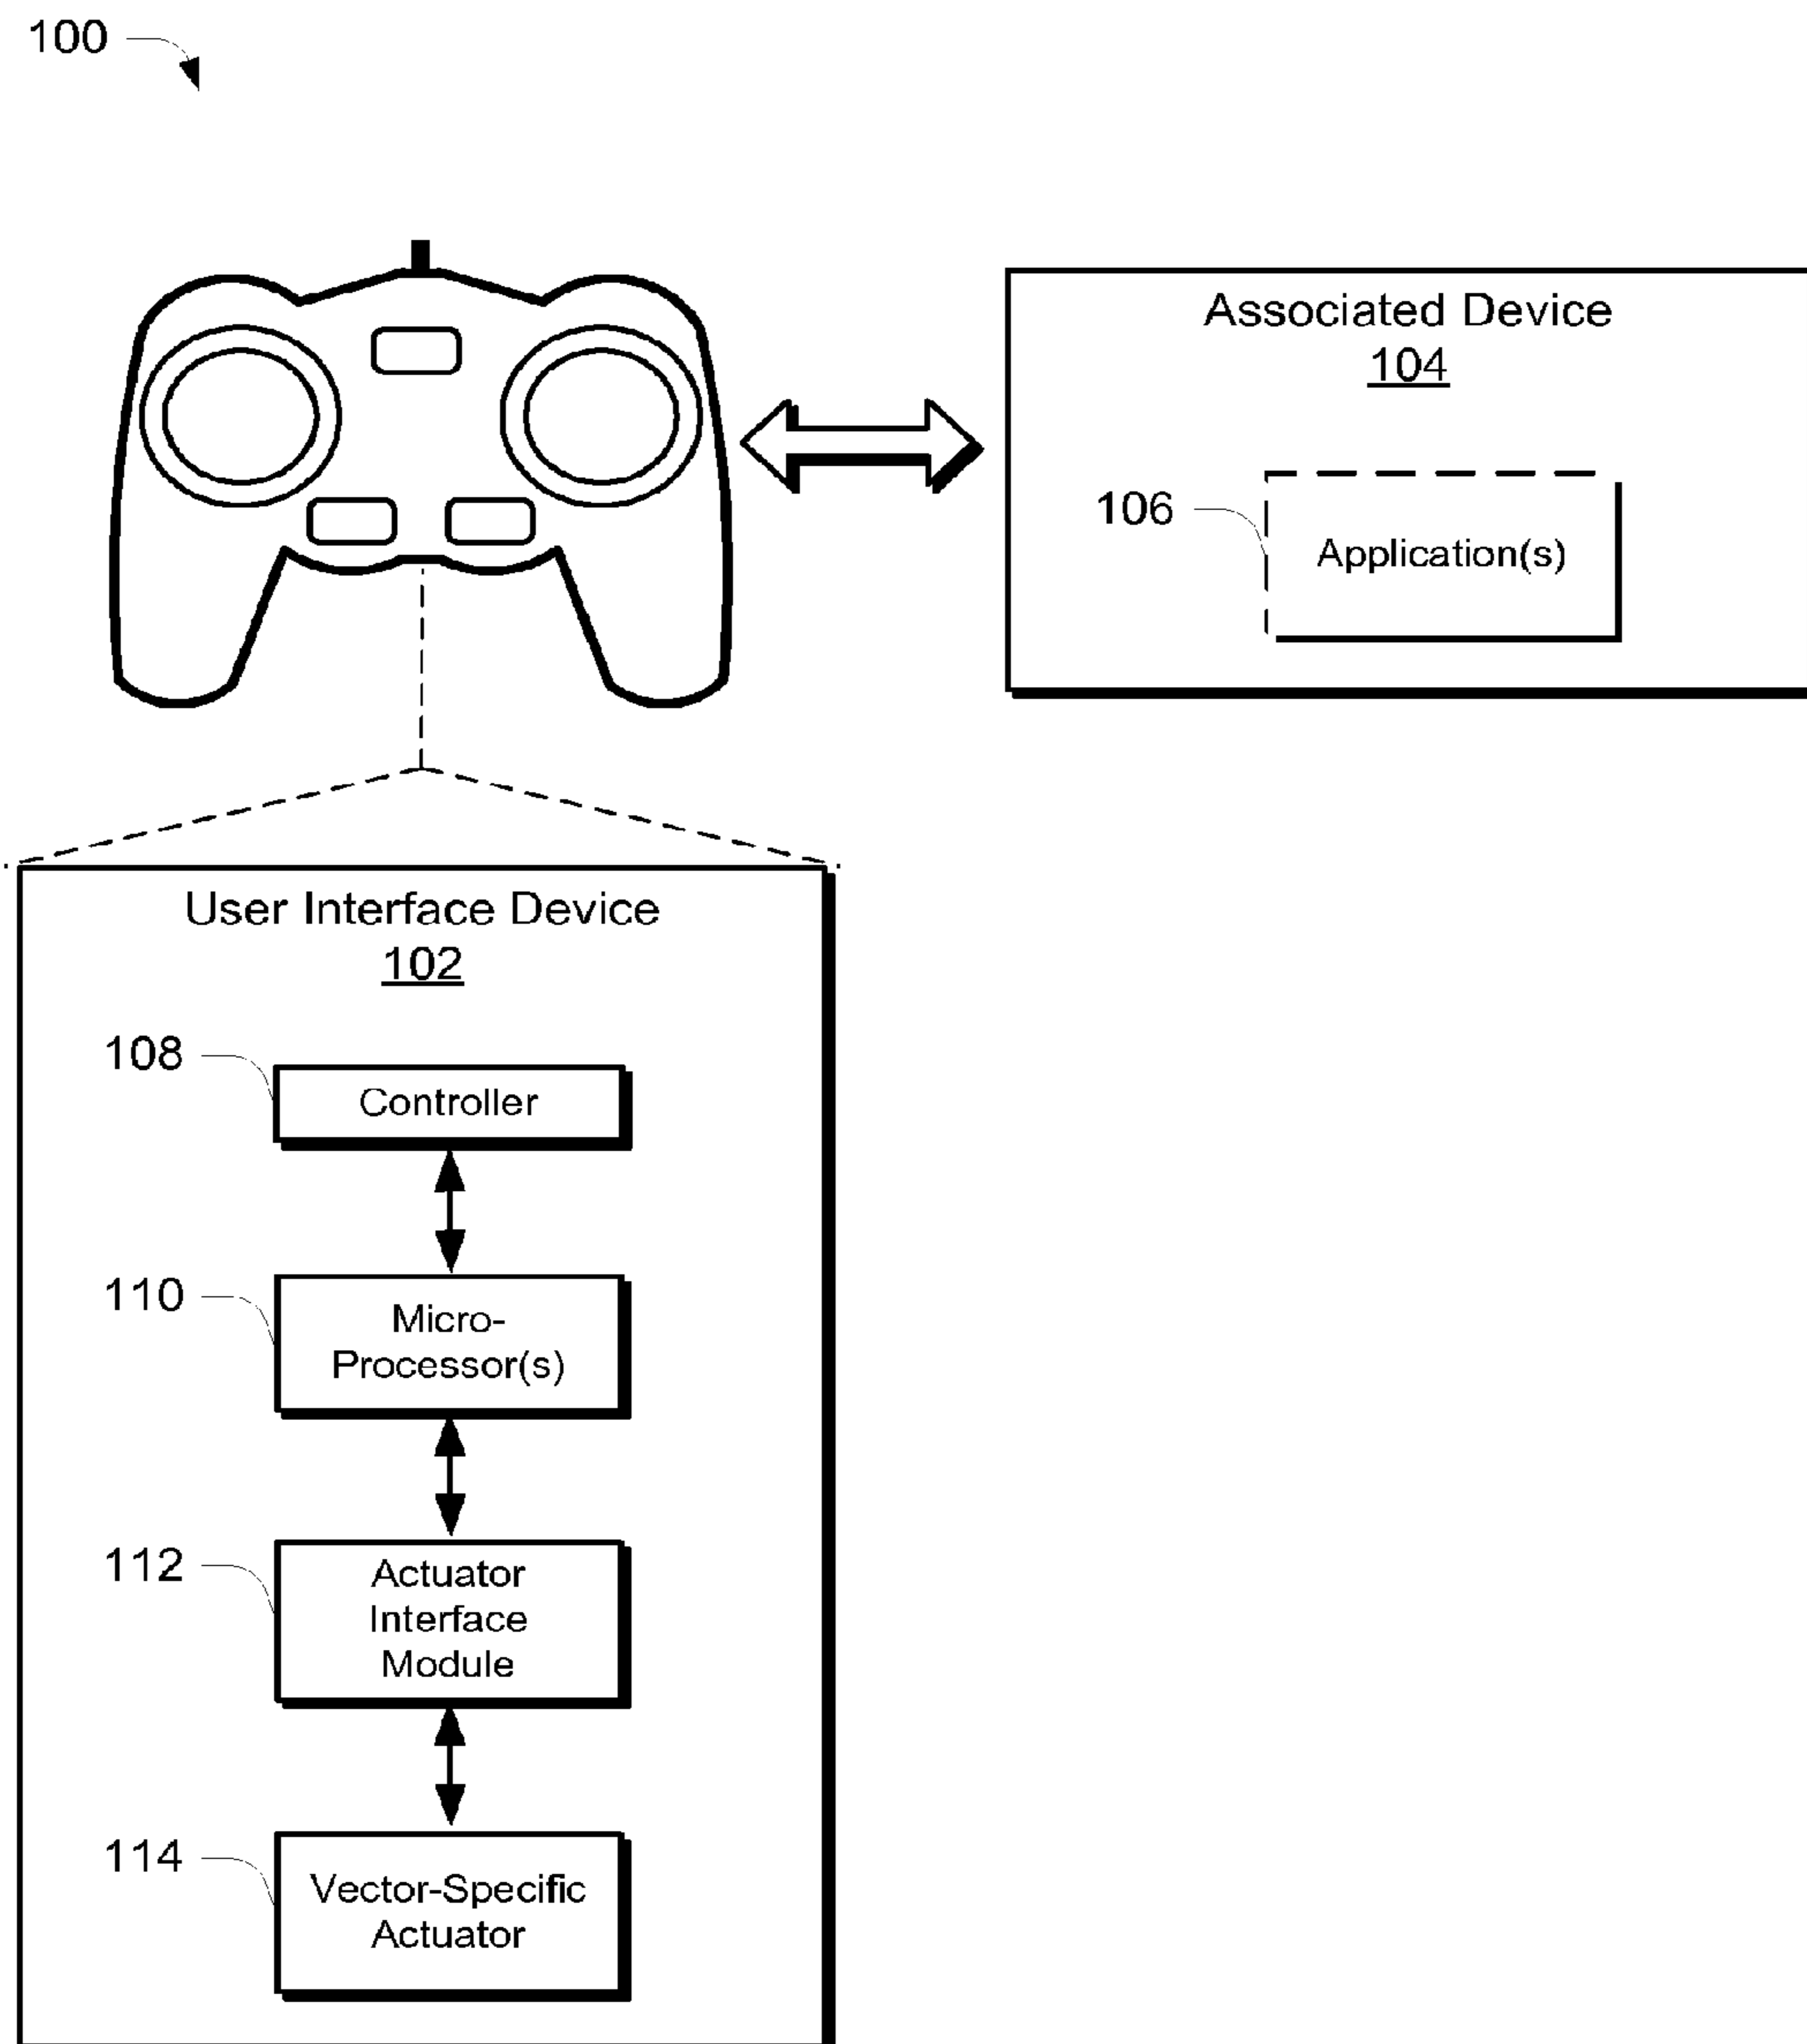 100
Associated Device
104
106
Application(s)
User Interface Device
102
108
Controller
110
Micro-
Processor(s)
112
Actuator
Interface
Module
114
Vector-Specific
Actuator